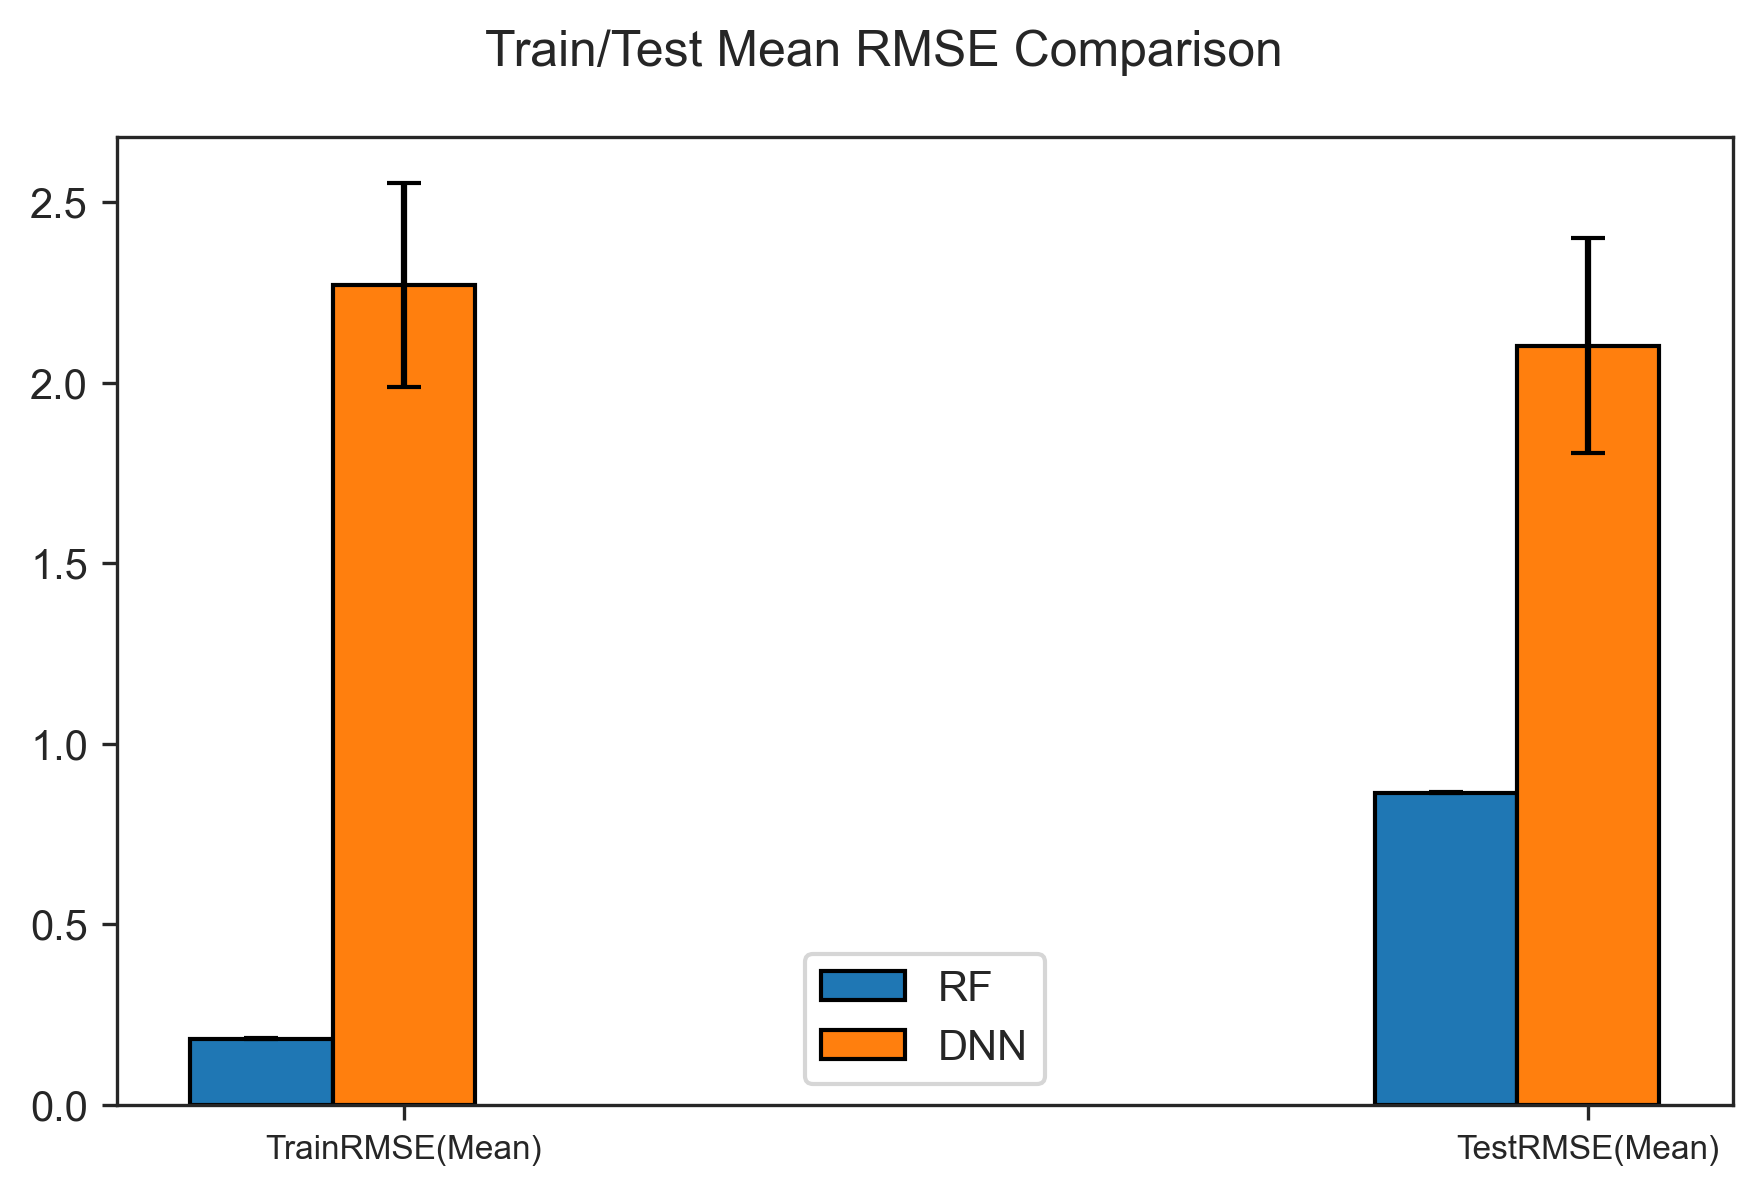 Train/Test Mean RMSE Comparison
2.5
2.0
1.5
1.0
0.5
0.0
RF
DNN
TrainRMSE(Mean)
TestRMSE(Mean)